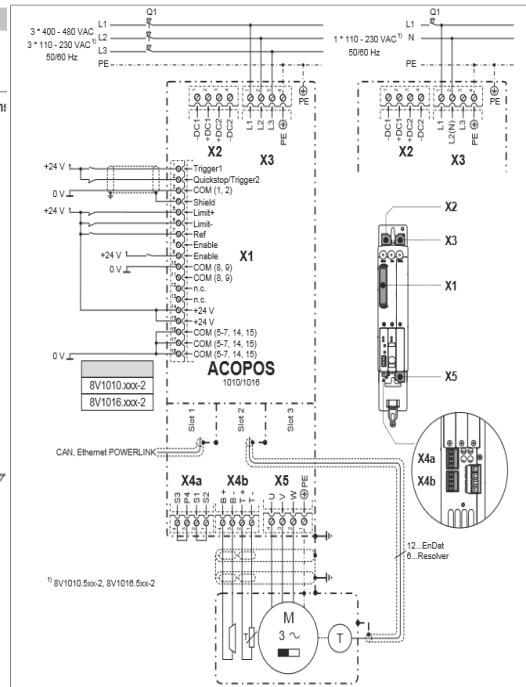 Q1
L1
3 * 400 - 480 VAC
L2
3 * 110 - 230 VAC 1)
L3
50/60 Hz
PE
PE
-DC1
+DC1
+DC2
-DC2
L1
L2
L3
PE
X2
X3
Q1
L1
1 * 110 - 230 VAC 1) N
50/60 Hz
PE
-DC1
+DC1
+DC2
-DC2
L1
L2(N)
L3
PE
X2
X3
+24 V
Trigger1
Quickstop/Trigger2
0 V
COM (1, 2)
Shield
+24 V
Limit+
Limit-
Ref
Enable
+24 V
Enable
X1
0 V
COM (8, 9)
COM (8, 9)
n.c.
n.c.
+24 V
+24 V
COM (5-7, 14, 15)
COM (5-7, 14, 15)
0 V
COM (5-7, 14, 15)
ACOPOS
1010/1016
8V1010.xxx-2
8V1016.xxx-2
X2
X3
X1
X5
X4a
X4b
Slot 1
Slot 2
Slot 3
CAN, Ethernet POWERLINK
X4a
X4b
X5
S3
P4
S1
S2
B+
B-
T+
T-
U
V
W
PE
12...EnDat
6...Resolver
1) 8V1010.5xx-2, 8V1016.5xx-2
M
3 ~
T